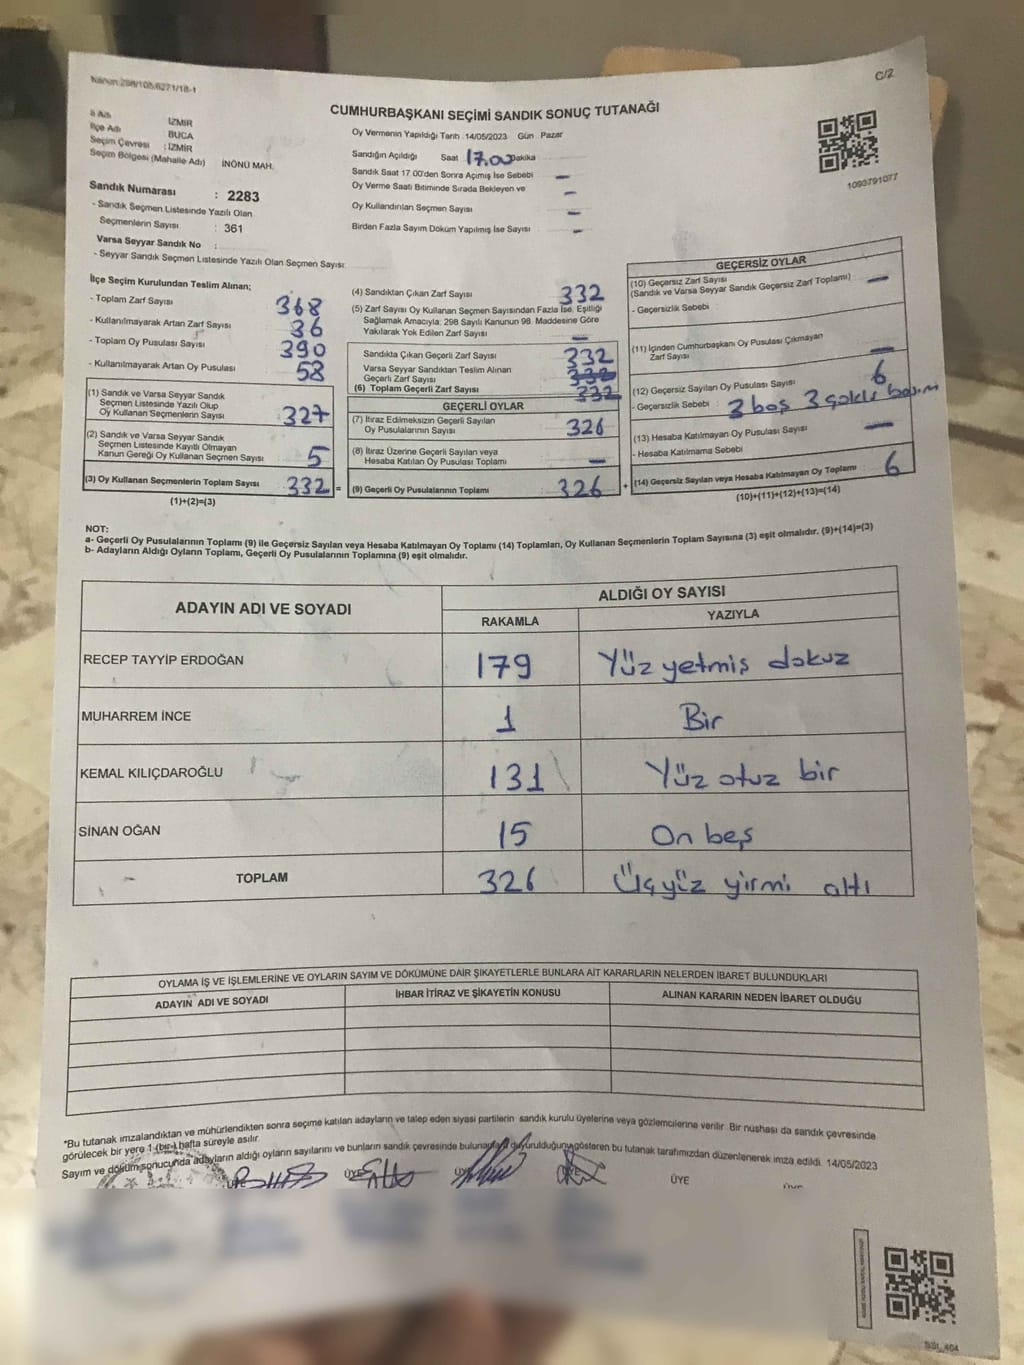 Kanun:298/105/6271/18-1
C/2
CUMHURBAŞKANI SEÇİMİ SANDIK SONUÇ TUTANAĞI
İl Adı : İZMİR
İlçe Adı : BUCA
Seçim Çevresi : İZMİR
Seçim Bölgesi (Mahalle Adı) İNÖNÜ MAH.
Sandık Numarası : 2283
- Sandık Seçmen Listesinde Yazılı Olan
Seçmenlerin Sayısı : 361
Varsa Seyyar Sandık No :
- Seyyar Sandık Seçmen Listesinde Yazılı Olan Seçmen Sayısı:
Oy Vermenin Yapıldığı Tarih :14/05/2023 Gün : Pazar
Sandığın Açıldığı Saat 17.00 Dakika
Sandık Saat 17.00'den Sonra Açımış İse Sebebi —
Oy Verme Saati Bitiminde Sırada Bekleyen ve —
Oy Kullandırılan Seçmen Sayısı —
Birden Fazla Sayım Döküm Yapılmış İse Sayısı —
1093791077
İlçe Seçim Kurulundan Teslim Alınan;
- Toplam Zarf Sayısı 368
- Kullanılmayarak Artan Zarf Sayısı 36
- Toplam Oy Pusulası Sayısı 390
- Kullanılmayarak Artan Oy Pusulası 58
(1) Sandık ve Varsa Seyyar Sandık
Seçmen Listesinde Yazılı Olup
Oy Kullanan Seçmenlerin Sayısı 327
(2) Sandık ve Varsa Seyyar Sandık
Seçmen Listesinde Kayıtlı Olmayan
Kanun Gereği Oy Kullanan Seçmen Sayısı 5
(3) Oy Kullanan Seçmenlerin Toplam Sayısı 332 =
(1)+(2)=(3)
(4) Sandıktan Çıkan Zarf Sayısı 332
(5) Zarf Sayısı Oy Kullanan Seçmen Sayısından Fazla İse, Eşitliği
Sağlamak Amacıyla; 298 Sayılı Kanunun 98. Maddesine Göre
Yakılarak Yok Edilen Zarf Sayısı —
Sandıkta Çıkan Geçerli Zarf Sayısı 332
Varsa Seyyar Sandıktan Teslim Alınan
Geçerli Zarf Sayısı 332
(6) Toplam Geçerli Zarf Sayısı 332
GEÇERLİ OYLAR
(7) İtiraz Edilmeksizin Geçerli Sayılan
Oy Pusulalarının Sayısı 326
(8) İtiraz Üzerine Geçerli Sayılan veya
Hesaba Katılan Oy Pusulası Toplamı —
(9) Geçerli Oy Pusulalarının Toplamı 326 +
GEÇERSİZ OYLAR
(10) Geçersiz Zarf Sayısı —
(Sandık ve Varsa Seyyar Sandık Geçersiz Zarf Toplamı)
- Geçersizlik Sebebi :
(11) İçinden Cumhurbaşkanı Oy Pusulası Çıkmayan
Zarf Sayısı —
(12) Geçersiz Sayılan Oy Pusulası Sayısı 6
- Geçersizlik Sebebi : 3 boş 3 çoklu basım
(13) Hesaba Katılmayan Oy Pusulası Sayısı —
- Hesaba Katılmama Sebebi
(14) Geçersiz Sayılan veya Hesaba Katılmayan Oy Toplamı 6
(10)+(11)+(12)+(13)=(14)
NOT:
a- Geçerli Oy Pusulalarının Toplamı (9) ile Geçersiz Sayılan veya Hesaba Katılmayan Oy Toplamı (14) Toplamları, Oy Kullanan Seçmenlerin Toplam Sayısına (3) eşit olmalıdır. (9)+(14)=(3)
b- Adayların Aldığı Oyların Toplamı, Geçerli Oy Pusulalarının Toplamına (9) eşit olmalıdır.
ADAYIN ADI VE SOYADI
ALDIĞI OY SAYISI
RAKAMLA YAZIYLA
RECEP TAYYİP ERDOĞAN 179 Yüz yetmiş dokuz
MUHARREM İNCE 1 Bir
KEMAL KILIÇDAROĞLU 131 Yüz otuz bir
SİNAN OĞAN 15 On beş
TOPLAM 326 Üçyüz yirmi altı
OYLAMA İŞ VE İŞLEMLERİNE VE OYLARIN SAYIM VE DÖKÜMÜNE DAİR ŞİKAYETLERLE BUNLARA AİT KARARLARIN NELERDEN İBARET BULUNDUKLARI
ADAYIN ADI VE SOYADI İHBAR İTİRAZ VE ŞİKAYETİN KONUSU ALINAN KARARIN NEDEN İBARET OLDUĞU
*Bu tutanak imzalandıktan ve mühürlendikten sonra seçime katılan adayların ve talep eden siyasi partilerin sandık kurulu üyelerine veya gözlemcilerine verilir. Bir nüshası da sandık çevresinde
görülecek bir yere 1 (bir) hafta süreyle asılır.
Sayım ve döküm sonucunda adayların aldığı oyların sayılarını ve bunların sandık çevresinde bulunanlara duyurulduğunu gösteren bu tutanak tarafımızdan düzenlenerek imza edildi. 14/05/2023
ÜYE ÜYE ÜYE ÜYE ÜYE